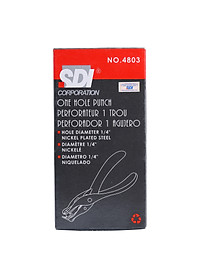 NO.4803
SDI
CORPORATION
ONE HOLE PUNCH
PERFORATEUR 1 TROU
PERFORADOR 1 AGUJERO
HOLE DIAMETER 1/4"
NICKEL PLATED STEEL
DIAMÈTRE 1/4"
NICKELÉ
DIAMETRO 1/4"
NIQUELADO